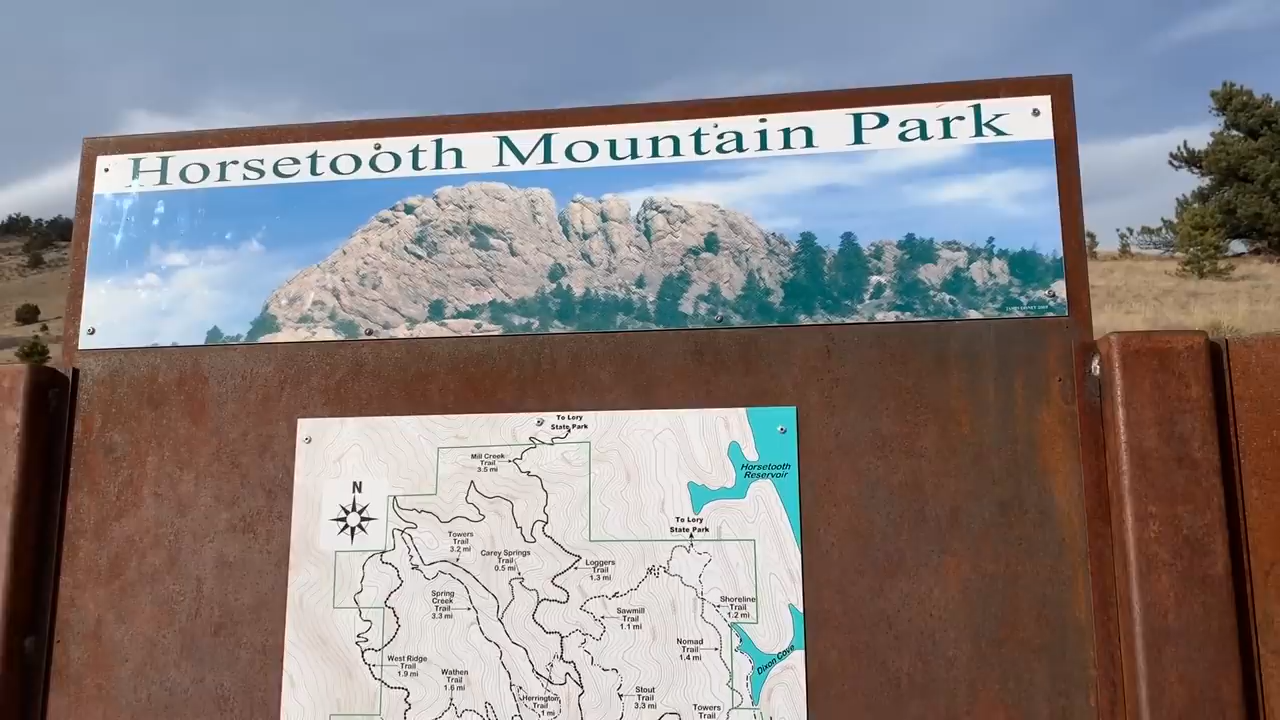 Horsetooth Mountain Park
To Lory
State Park
Mill Creek
Trail
3.5 mi
Horsetooth
Reservoir
N
To Lory
State Park
Towers
Trail
3.2 mi
Carey Springs
Trail
0.5 mi
Loggers
Trail
1.3 mi
Spring
Creek
Trail
3.3 mi
Sawmill
Trail
1.1 mi
Shoreline
Trail
1.2 mi
Nomad
Trail
1.4 mi
Dixon Cove
West Ridge
Trail
1.9 mi
Wathen
Trail
1.6 mi
Herrington
Trail
1 mi
Stout
Trail
3.3 mi
Towers
Trail